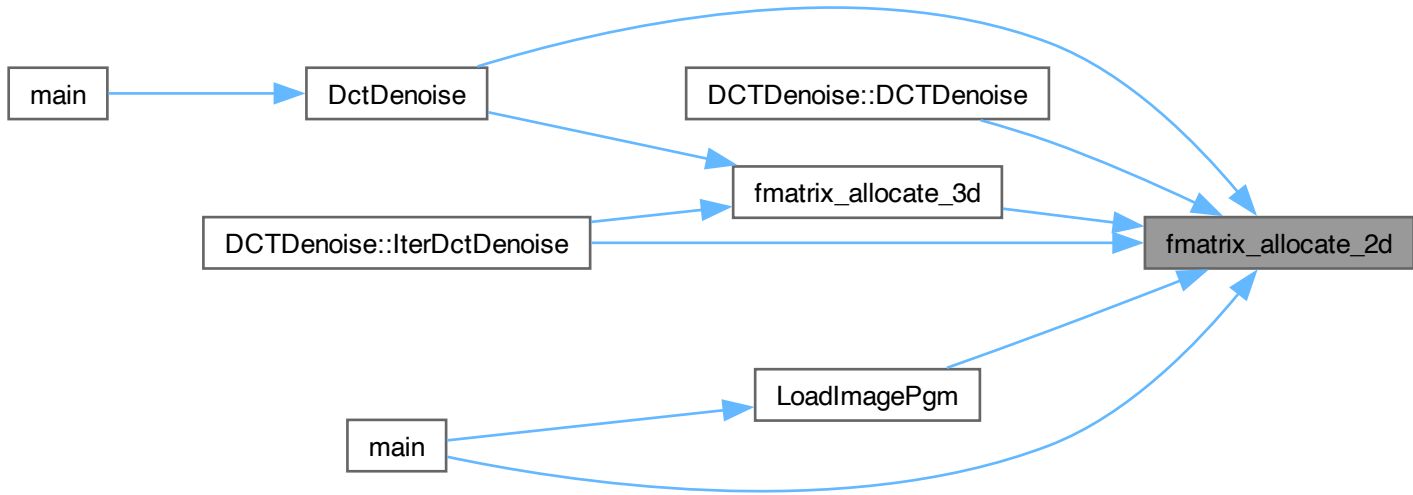 main
DctDenoise
DCTDenoise::DCTDenoise
fmatrix_allocate_3d
DCTDenoise::IterDctDenoise
fmatrix_allocate_2d
LoadImagePgm
main